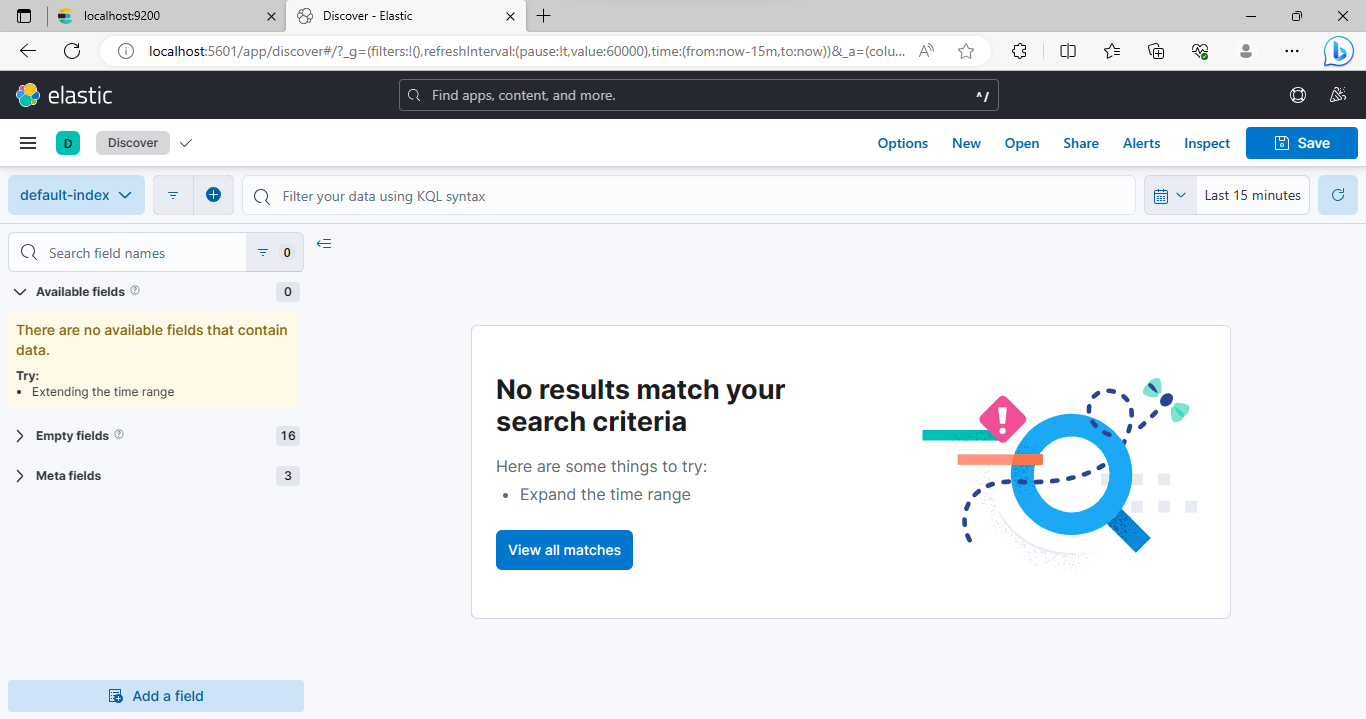 localhost:9200
Discover - Elastic
localhost:5601/app/discover#/?_g=(filters:!(),refreshInterval:(pause:!t,value:60000),time:(from:now-15m,to:now))&_a=(colu...
elastic
Find apps, content, and more.
^/
D
Discover
Options
New
Open
Share
Alerts
Inspect
Save
default-index
Filter your data using KQL syntax
Last 15 minutes
Search field names
0
Available fields
0
There are no available fields that contain
data.
Try:
• Extending the time range
Empty fields
16
Meta fields
3
Add a field
No results match your
search criteria
Here are some things to try:
• Expand the time range
View all matches